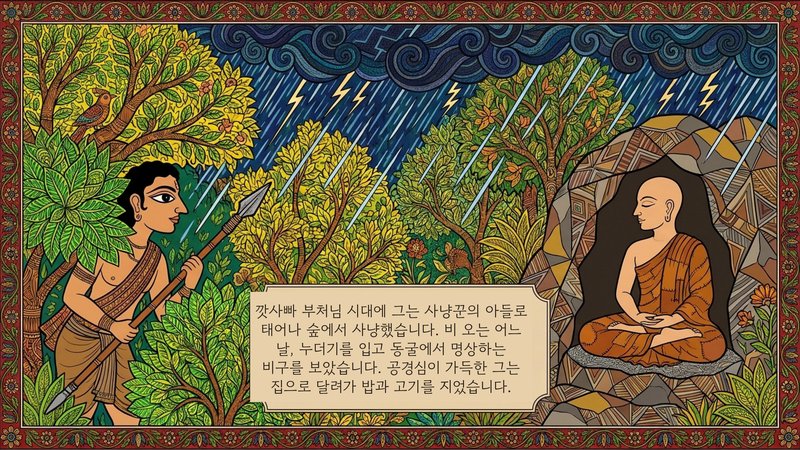 깟사빠 부처님 시대에 그는 사냥꾼의 아들로
태어나 숲에서 사냥했습니다. 비 오는 어느
날, 누더기를 입고 동굴에서 명상하는
비구를 보았습니다. 공경심이 가득한 그는
집으로 달려가 밥과 고기를 지었습니다.